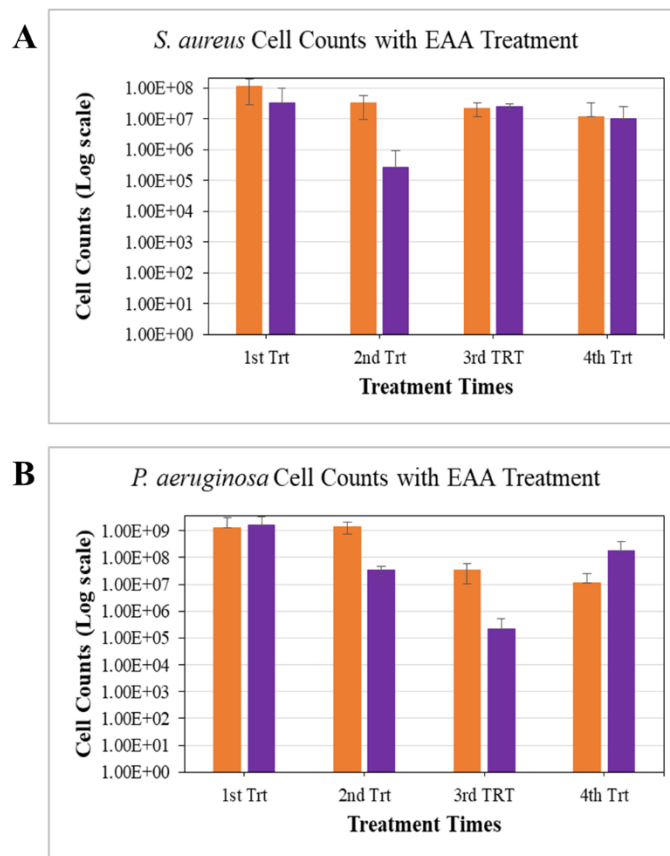 A
S. aureus Cell Counts with EAA Treatment
Cell Counts (Log scale)
1.00E+08
1.00E+07
1.00E+06
1.00E+05
1.00E+04
1.00E+03
1.00E+02
1.00E+01
1.00E+00
1st Trt 2nd Trt 3rd TRT 4th Trt
Treatment Times
B
P. aeruginosa Cell Counts with EAA Treatment
Cell Counts (Log scale)
1.00E+09
1.00E+08
1.00E+07
1.00E+06
1.00E+05
1.00E+04
1.00E+03
1.00E+02
1.00E+01
1.00E+00
1st Trt 2nd Trt 3rd TRT 4th Trt
Treatment Times